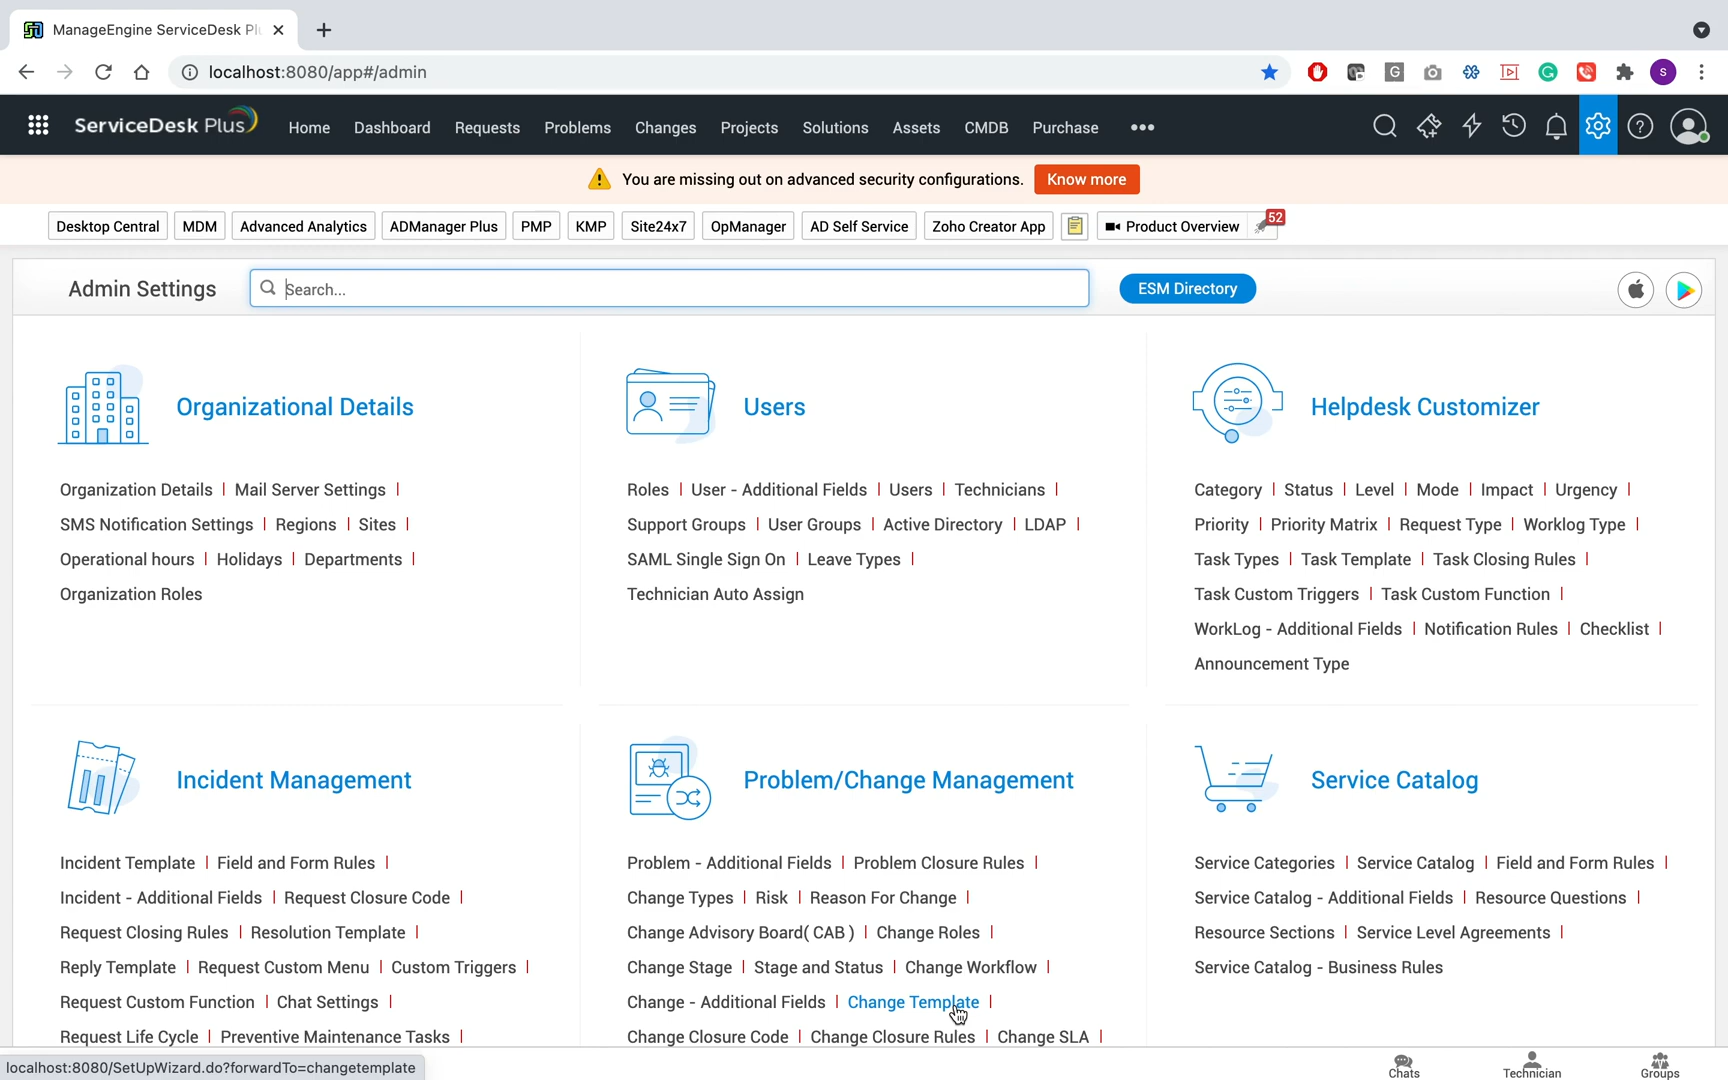 ManageEngine ServiceDesk Pl
localhost:8080/app#/admin
ServiceDesk Plus
Home Dashboard Requests Problems Changes Projects Solutions Assets CMDB Purchase
You are missing out on advanced security configurations. Know more
Desktop Central MDM Advanced Analytics ADManager Plus PMP KMP Site24x7 OpManager AD Self Service Zoho Creator App Product Overview 52
Admin Settings Search... ESM Directory
Organizational Details
Organization Details | Mail Server Settings |
SMS Notification Settings | Regions | Sites |
Operational hours | Holidays | Departments |
Organization Roles
Users
Roles | User - Additional Fields | Users | Technicians |
Support Groups | User Groups | Active Directory | LDAP |
SAML Single Sign On | Leave Types |
Technician Auto Assign
Helpdesk Customizer
Category | Status | Level | Mode | Impact | Urgency |
Priority | Priority Matrix | Request Type | Worklog Type |
Task Types | Task Template | Task Closing Rules |
Task Custom Triggers | Task Custom Function |
WorkLog - Additional Fields | Notification Rules | Checklist |
Announcement Type
Incident Management
Incident Template | Field and Form Rules |
Incident - Additional Fields | Request Closure Code |
Request Closing Rules | Resolution Template |
Reply Template | Request Custom Menu | Custom Triggers |
Request Custom Function | Chat Settings |
Request Life Cycle | Preventive Maintenance Tasks |
Problem/Change Management
Problem - Additional Fields | Problem Closure Rules |
Change Types | Risk | Reason For Change |
Change Advisory Board( CAB ) | Change Roles |
Change Stage | Stage and Status | Change Workflow |
Change - Additional Fields | Change Template |
Change Closure Code | Change Closure Rules | Change SLA |
Service Catalog
Service Categories | Service Catalog | Field and Form Rules |
Service Catalog - Additional Fields | Resource Questions |
Resource Sections | Service Level Agreements |
Service Catalog - Business Rules
localhost:8080/SetUpWizard.do?forwardTo=changetemplate
Chats Technician Groups